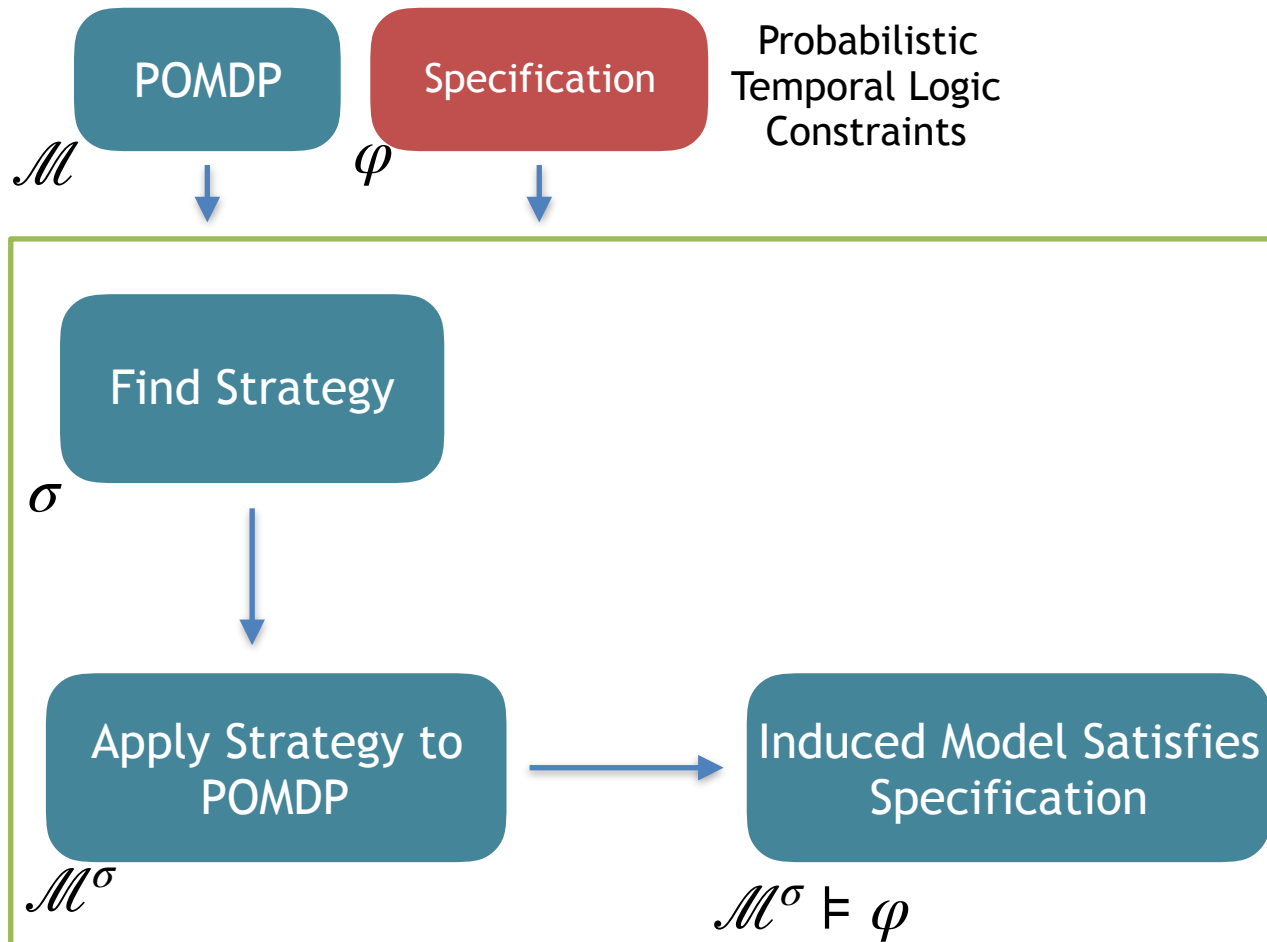 POMDP
ℳ
Specification
φ
Probabilistic
Temporal Logic
Constraints
Find Strategy
σ
Apply Strategy to
POMDP
ℳ^σ
Induced Model Satisfies
Specification
ℳ^σ ⊨ φ